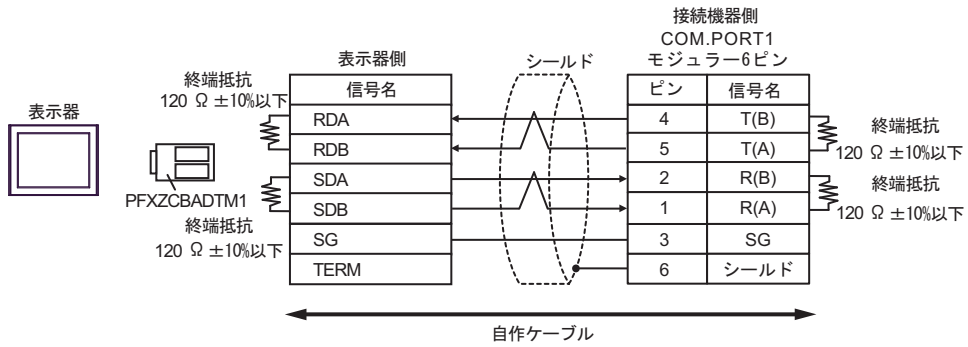 接続機器側
COM.PORT1
モジュラー6ピン
表示器側
シールド
終端抵抗
120 Ω ±10%以下
表示器
PFXZCBADTM1
終端抵抗
120 Ω ±10%以下
信号名
RDA
RDB
SDA
SDB
SG
TERM
ピン 信号名
4 T(B)
5 T(A)
2 R(B)
1 R(A)
3 SG
6 シールド
終端抵抗
120 Ω ±10%以下
終端抵抗
120 Ω ±10%以下
自作ケーブル